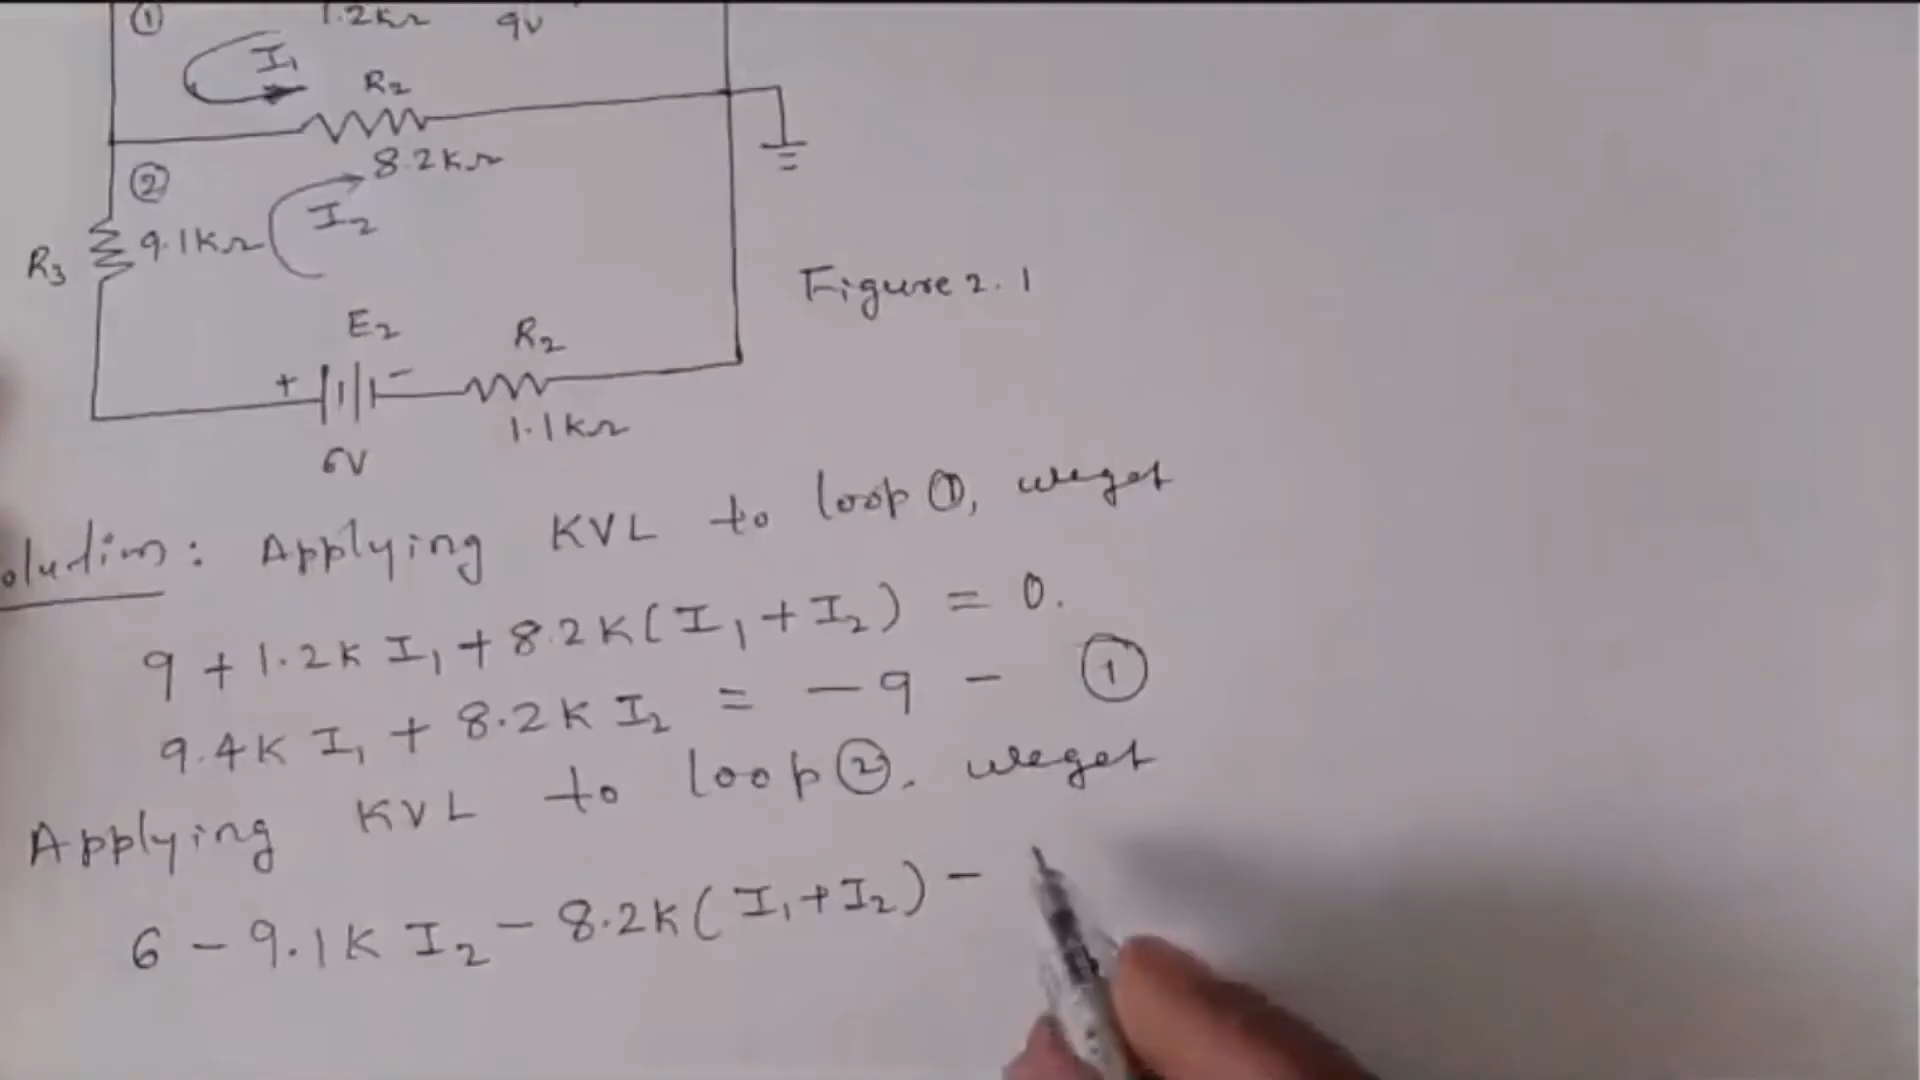 ① 1.2kΩ 9V
I₁
R₂
8.2kΩ
②
I₂
R₃ 9.1kΩ
Figure 2.1
E₂ R₂
+ -
1.1kΩ
6V
olution: Applying KVL to loop ①, we get
9 + 1.2K I₁ + 8.2K(I₁ + I₂) = 0.
9.4K I₁ + 8.2K I₂ = -9 - ①
Applying KVL to loop ②. we get
6 - 9.1K I₂ - 8.2K(I₁+I₂) -